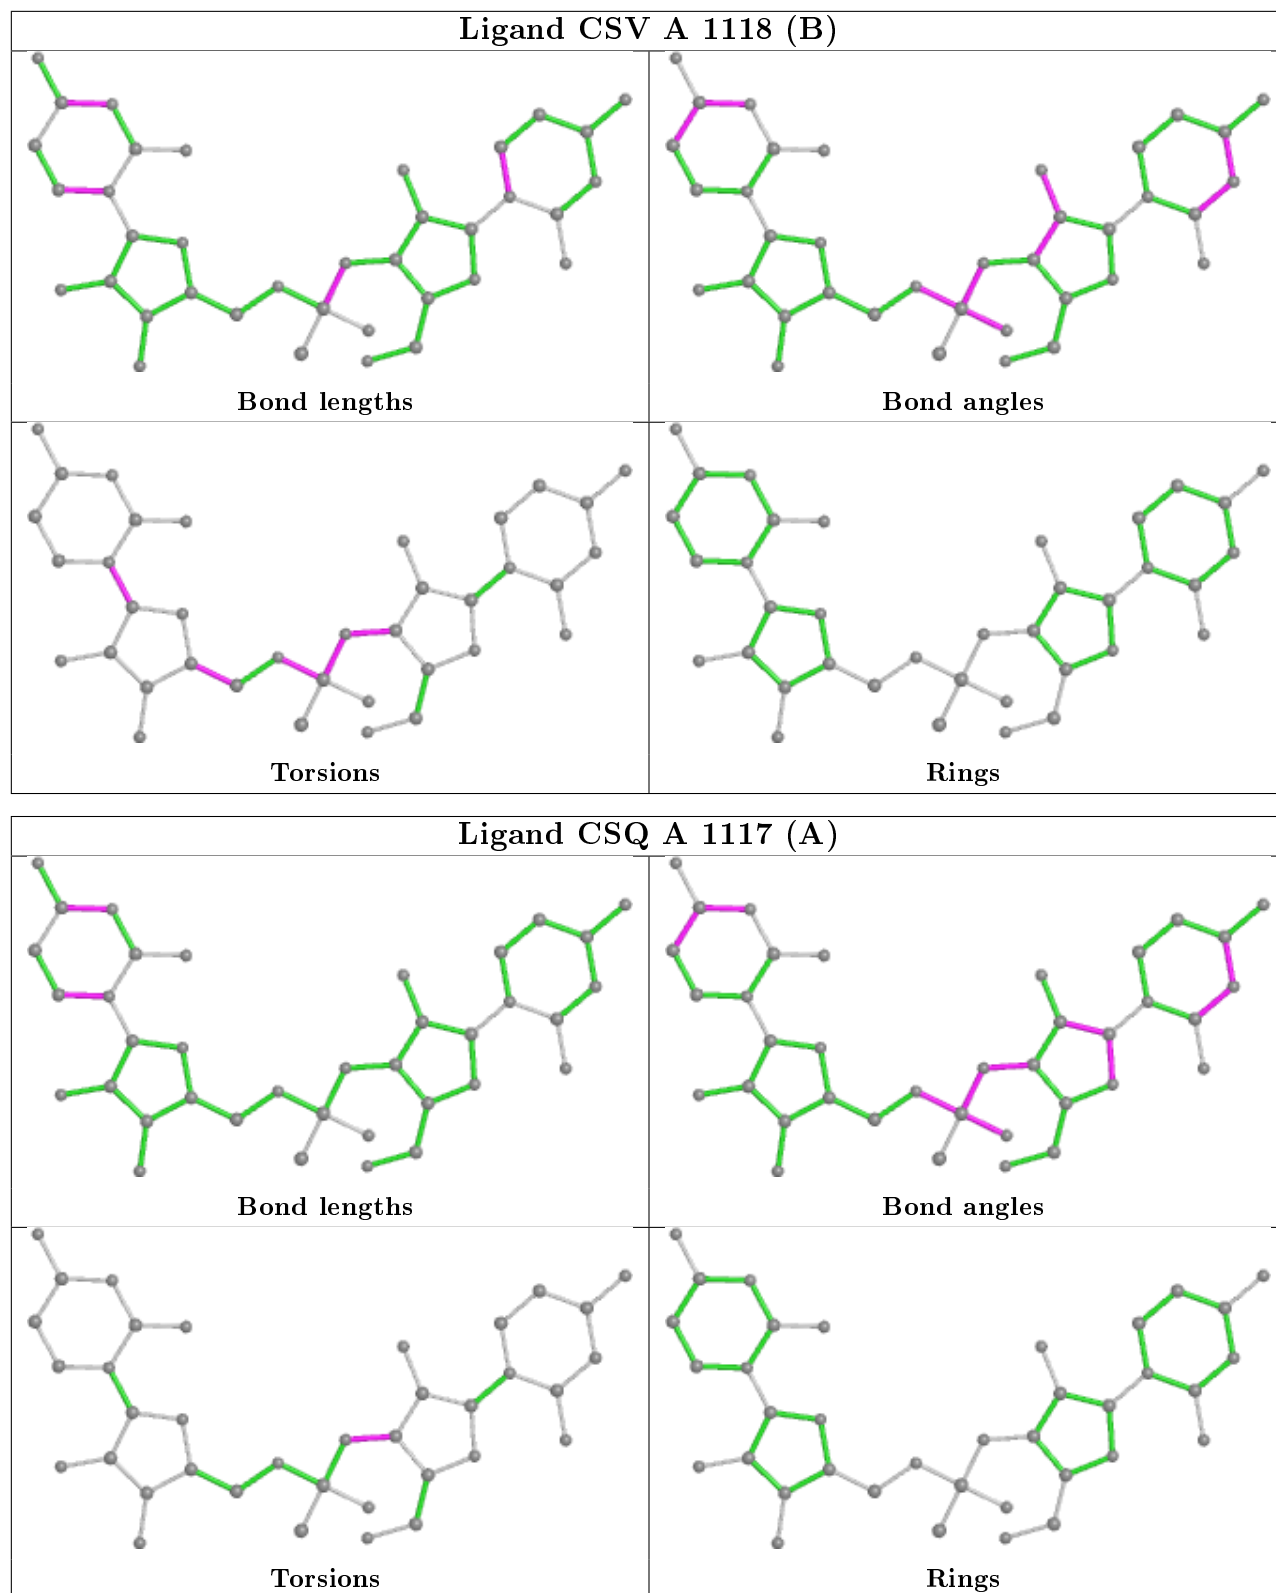 Ligand CSV A 1118 (B)
Bond lengths
Bond angles
Torsions
Rings
Ligand CSQ A 1117 (A)
Bond lengths
Bond angles
Torsions
Rings